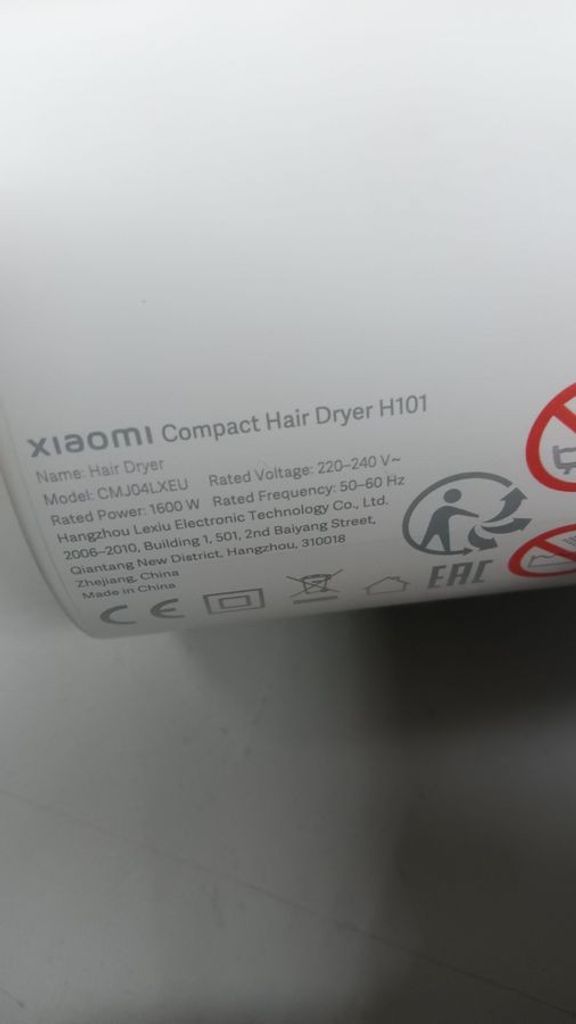 xiaomi Compact Hair Dryer H101
Name: Hair Dryer
Model: CMJ04LXEU Rated Voltage: 220–240 V~
Rated Power: 1600 W Rated Frequency: 50–60 Hz
Hangzhou Lexiu Electronic Technology Co., Ltd.
2006–2010, Building 1, 501, 2nd Baiyang Street,
Qiantang New District, Hangzhou, 310018
Zhejiang, China
Made in China
CE
EAC